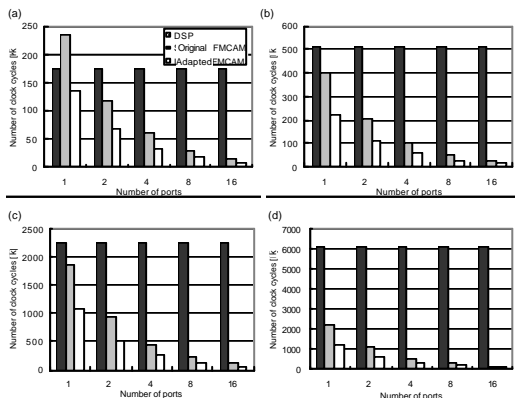 (a)
250
200
150
100
50
0
Number of clock cycles [k
DSP
Original FMCAM
AdaptedFMCAM
1 2 4 8 16
Number of ports
(b)
600
500
400
300
200
100
0
Number of clock cycles [k
1 2 4 8 16
Number of ports
(c)
2500
2000
1500
1000
500
0
Number of clock cycles [k]
1 2 4 8 16
Number of ports
(d)
7000
6000
5000
4000
3000
2000
1000
0
Number of clock cycles [k
1 2 4 8 16
Number of ports